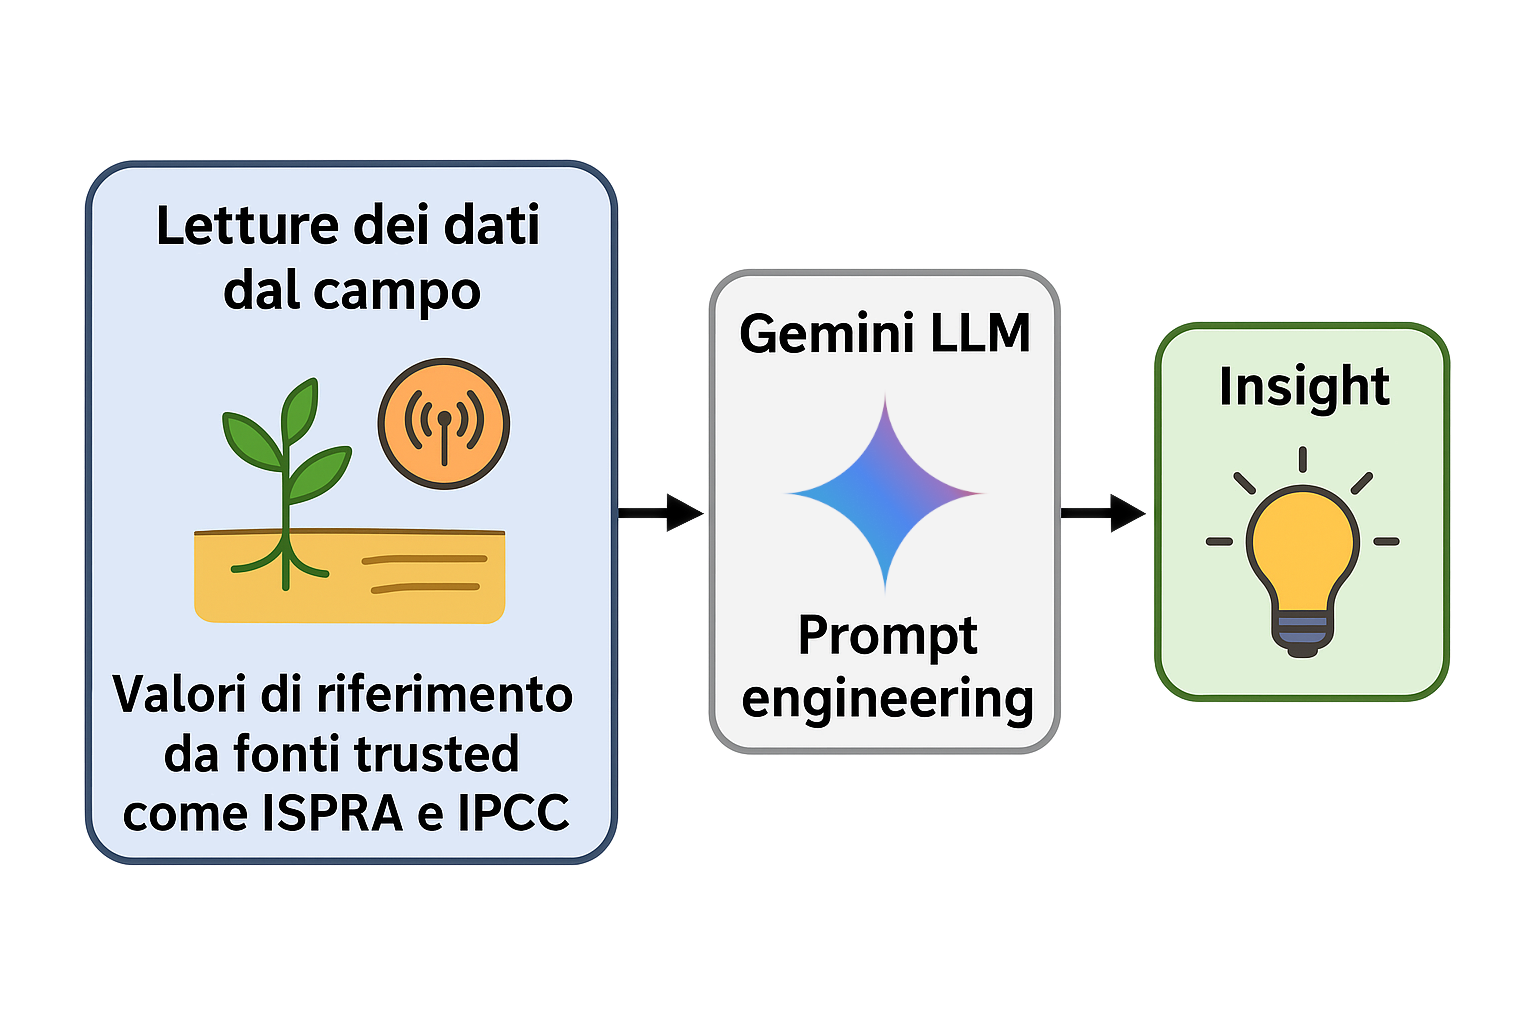 Letture dei dati
dal campo
Valori di riferimento
da fonti trusted
come ISPRA e IPCC
Gemini LLM
Prompt
engineering
Insight